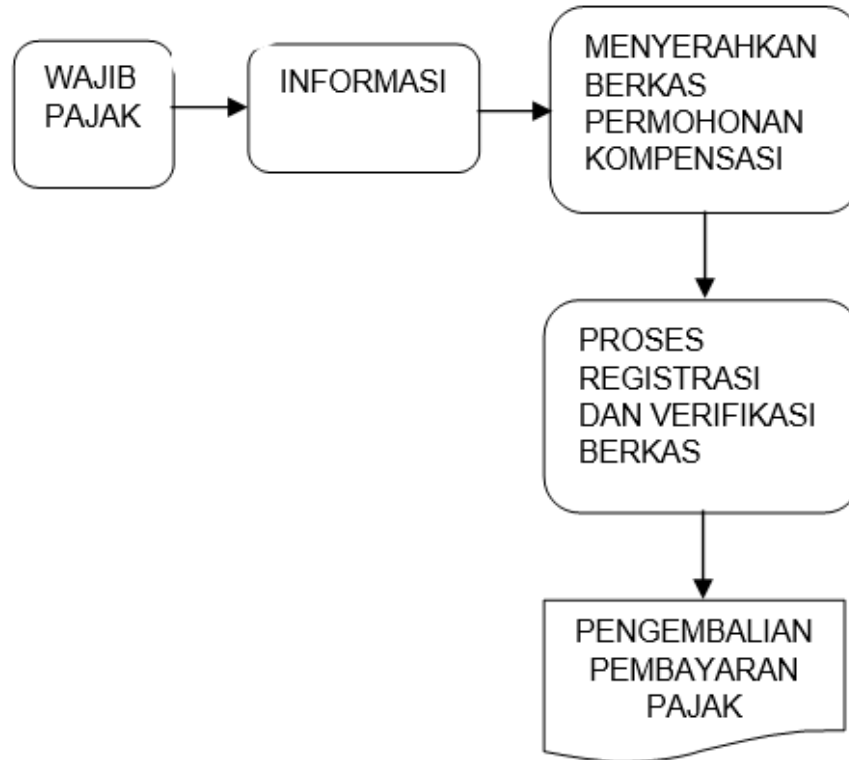 WAJIB
PAJAK
INFORMASI
MENYERAHKAN
BERKAS
PERMOHONAN
KOMPENSASI
PROSES
REGISTRASI
DAN VERIFIKASI
BERKAS
PENGEMBALIAN
PEMBAYARAN
PAJAK